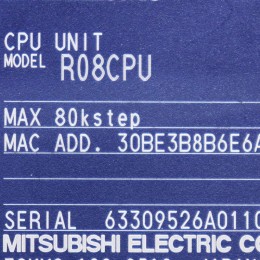 CPU UNIT
MODEL R08CPU
MAX 80kstep
MAC ADD. 30BE3B8B6E6A
SERIAL 63309526A0110
MITSUBISHI ELECTRIC CO